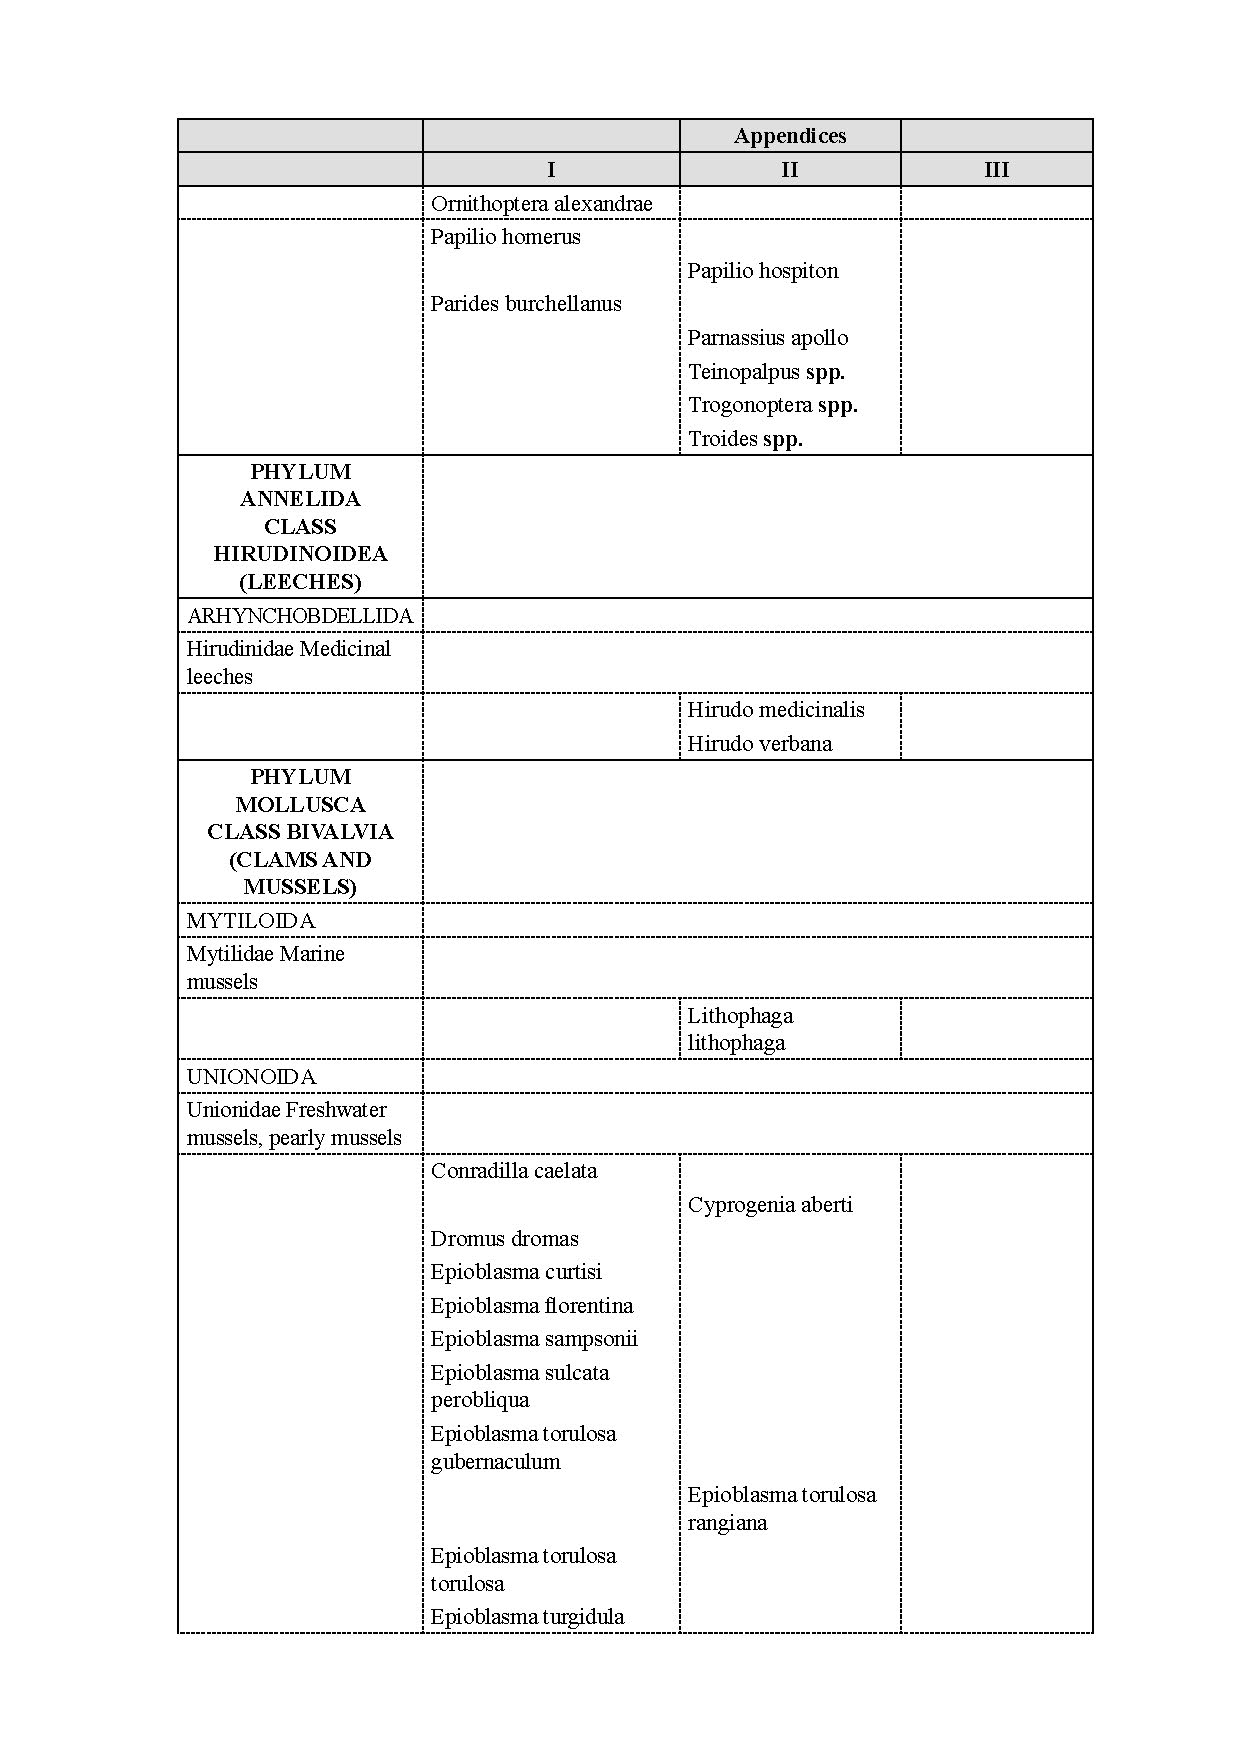 Appendices
I II III
Ornithoptera alexandrae
Papilio homerus
Papilio hospiton
Parides burchellanus
Parnassius apollo
Teinopalpus spp.
Trogonoptera spp.
Troides spp.
PHYLUM
ANNELIDA
CLASS
HIRUDINOIDEA
(LEECHES)
ARHYNCHOBDELLIDA
Hirudinidae Medicinal
leeches
Hirudo medicinalis
Hirudo verbana
PHYLUM
MOLLUSCA
CLASS BIVALVIA
(CLAMS AND
MUSSELS)
MYTILOIDA
Mytilidae Marine
mussels
Lithophaga
lithophaga
UNIONOIDA
Unionidae Freshwater
mussels, pearly mussels
Conradilla caelata
Cyprogenia aberti
Dromus dromas
Epioblasma curtisi
Epioblasma florentina
Epioblasma sampsonii
Epioblasma sulcata
perobliqua
Epioblasma torulosa
gubernaculum
Epioblasma torulosa
rangiana
Epioblasma torulosa
torulosa
Epioblasma turgidula